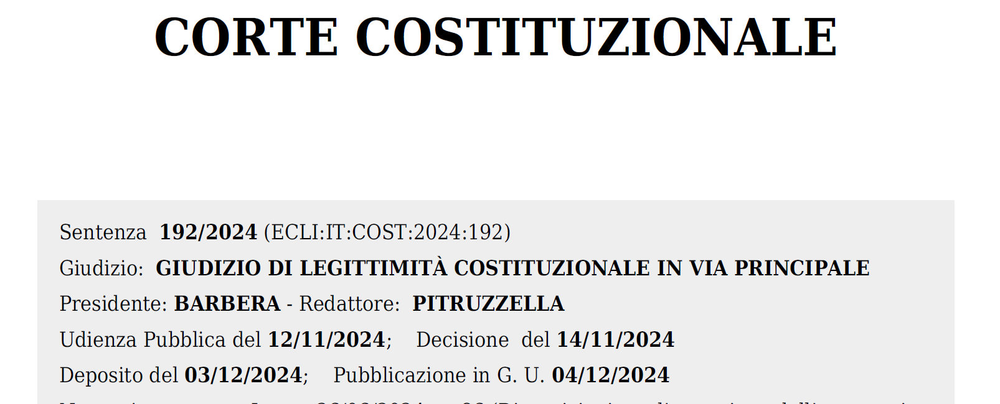 CORTE COSTITUZIONALE
Sentenza 192/2024 (ECLI:IT:COST:2024:192)
Giudizio: GIUDIZIO DI LEGITTIMITÀ COSTITUZIONALE IN VIA PRINCIPALE
Presidente: BARBERA - Redattore: PITRUZZELLA
Udienza Pubblica del 12/11/2024; Decisione del 14/11/2024
Deposito del 03/12/2024; Pubblicazione in G. U. 04/12/2024